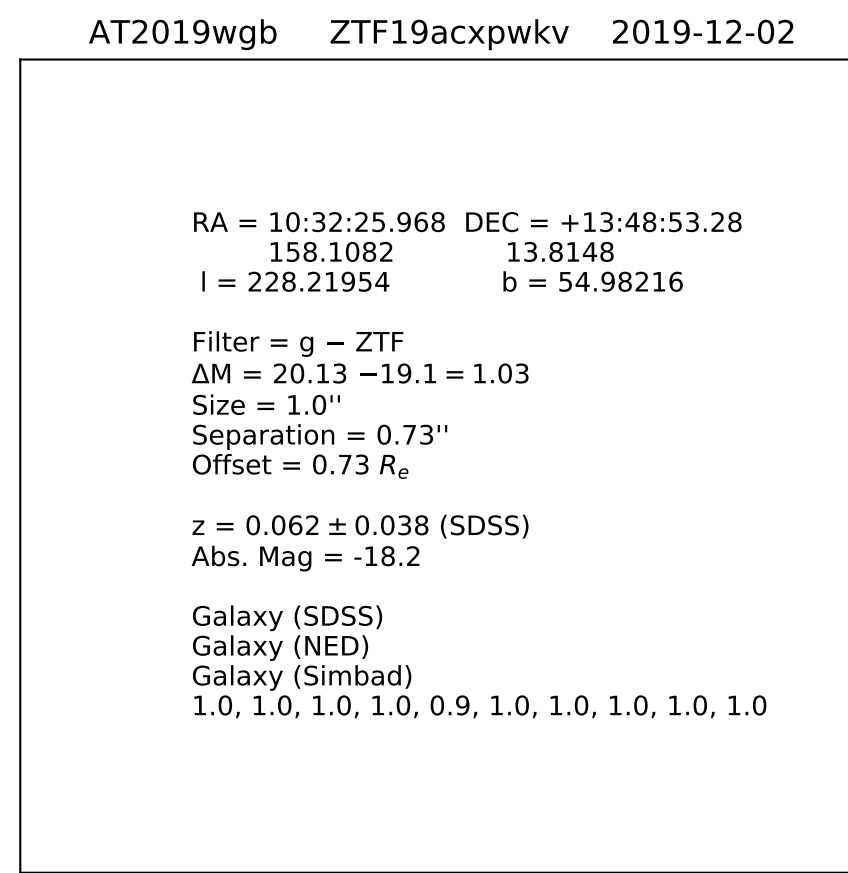 AT2019wgb ZTF19acxpwkv 2019-12-02
RA = 10:32:25.968 DEC = +13:48:53.28
158.1082 13.8148
l = 228.21954 b = 54.98216
Filter = g − ZTF
ΔM = 20.13 −19.1 = 1.03
Size = 1.0''
Separation = 0.73''
Offset = 0.73 Rₑ
z = 0.062 ± 0.038 (SDSS)
Abs. Mag = -18.2
Galaxy (SDSS)
Galaxy (NED)
Galaxy (Simbad)
1.0, 1.0, 1.0, 1.0, 0.9, 1.0, 1.0, 1.0, 1.0, 1.0